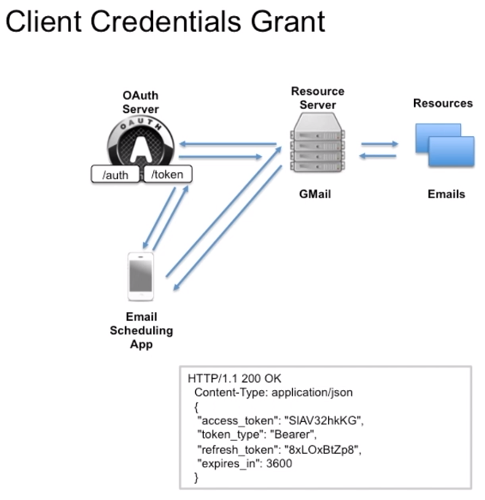 Client Credentials Grant
OAuth
Server
OAUTH
A
/auth
/token
Resource
Server
GMail
Resources
Emails
Email
Scheduling
App
HTTP/1.1 200 OK
Content-Type: application/json
{
"access_token": "SlAV32hkKG",
"token_type": "Bearer",
"refresh_token": "8xLOxBtZp8",
"expires_in": 3600
}